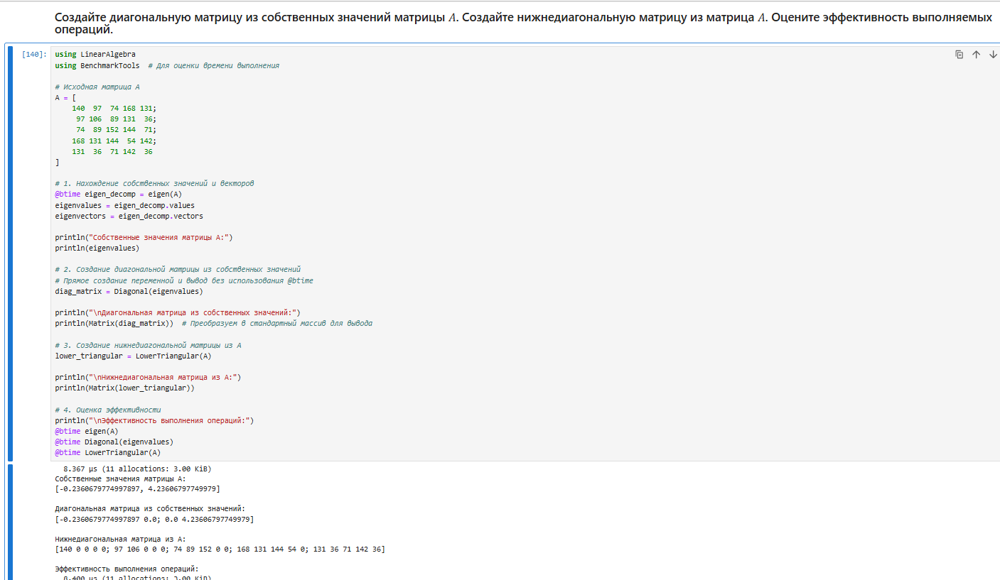 Создайте диагональную матрицу из собственных значений матрицы A. Создайте нижнедиагональную матрицу из матрица A. Оцените эффективность выполняемых
операций.
[140]:
using LinearAlgebra
using BenchmarkTools  # Для оценки времени выполнения
# Исходная матрица A
A = [
    140  97  74 168 131;
     97 106  89 131  36;
     74  89 152 144  71;
    168 131 144  54 142;
    131  36  71 142  36
]
# 1. Нахождение собственных значений и векторов
@btime eigen_decomp = eigen(A)
eigenvalues = eigen_decomp.values
eigenvectors = eigen_decomp.vectors
println("Собственные значения матрицы A:")
println(eigenvalues)
# 2. Создание диагональной матрицы из собственных значений
# Прямое создание переменной и вывод без использования @btime
diag_matrix = Diagonal(eigenvalues)
println("\nДиагональная матрица из собственных значений:")
println(Matrix(diag_matrix))  # Преобразуем в стандартный массив для вывода
# 3. Создание нижнедиагональной матрицы из A
lower_triangular = LowerTriangular(A)
println("\nНижнедиагональная матрица из A:")
println(Matrix(lower_triangular))
# 4. Оценка эффективности
println("\nЭффективность выполнения операций:")
@btime eigen(A)
@btime Diagonal(eigenvalues)
@btime LowerTriangular(A)
  8.367 μs (11 allocations: 3.00 KiB)
Собственные значения матрицы A:
[-0.2360679774997897, 4.23606797749979]
Диагональная матрица из собственных значений:
[-0.2360679774997897 0.0; 0.0 4.23606797749979]
Нижнедиагональная матрица из A:
[140 0 0 0 0; 97 106 0 0 0; 74 89 152 0 0; 168 131 144 54 0; 131 36 71 142 36]
Эффективность выполнения операций:
  8.400 μs (11 allocations: 3.00 KiB)